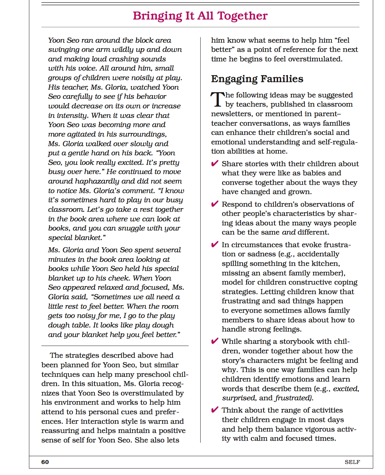 Bringing It All Together
Yoon Seo ran around the block area
swinging one arm wildly up and down
and making loud crashing sounds
with his voice. All around him, small
groups of children were noisily at play.
His teacher, Ms. Gloria, watched Yoon
Seo carefully to see if his behavior
would decrease on its own or increase
in intensity. When it was clear that
Yoon Seo was becoming more and
more agitated in his surroundings,
Ms. Gloria walked over slowly and
put a gentle hand on his back. “Yoon
Seo, you look really excited. It’s pretty
busy over here.” He continued to move
around haphazardly and did not seem
to notice Ms. Gloria’s comment. “I know
it’s sometimes hard to play in our busy
classroom. Let’s go take a rest together
in the book area where we can look at
books, and you can snuggle with your
special blanket.”
Ms. Gloria and Yoon Seo spent several
minutes in the book area looking at
books while Yoon Seo held his special
blanket up to his cheek. When Yoon
Seo appeared relaxed and focused, Ms.
Gloria said, “Sometimes we all need a
little rest to feel better. When the room
gets too noisy for me, I go to the play
dough table. It looks like play dough
and your blanket help you feel better.”
The strategies described above had
been planned for Yoon Seo, but similar
techniques can help many preschool chil-
dren. In this situation, Ms. Gloria recog-
nizes that Yoon Seo is overstimulated by
his environment and works to help him
attend to his personal cues and prefer-
ences. Her interaction style is warm and
reassuring and helps maintain a positive
sense of self for Yoon Seo. She also lets
him know what seems to help him “feel
better” as a point of reference for the next
time he begins to feel overstimulated.
Engaging Families
The following ideas may be suggested
by teachers, published in classroom
newsletters, or mentioned in parent–
teacher conversations, as ways families
can enhance their children’s social and
emotional understanding and self-regula-
tion abilities at home.
✔ Share stories with their children about
what they were like as babies and
converse together about the ways they
have changed and grown.
✔ Respond to children’s observations of
other people’s characteristics by shar-
ing ideas about the many ways people
can be the same and different.
✔ In circumstances that evoke frustra-
tion or sadness (e.g., accidentally
spilling something in the kitchen,
missing an absent family member),
model for children constructive coping
strategies. Letting children know that
frustrating and sad things happen
to everyone sometimes allows family
members to share ideas about how to
handle strong feelings.
✔ While sharing a storybook with chil-
dren, wonder together about how the
story’s characters might be feeling and
why. This is one way families can help
children identify emotions and learn
words that describe them (e.g., excited,
surprised, and frustrated).
✔ Think about the range of activities
their children engage in most days
and help them balance vigorous activ-
ity with calm and focused times.
60
SELF